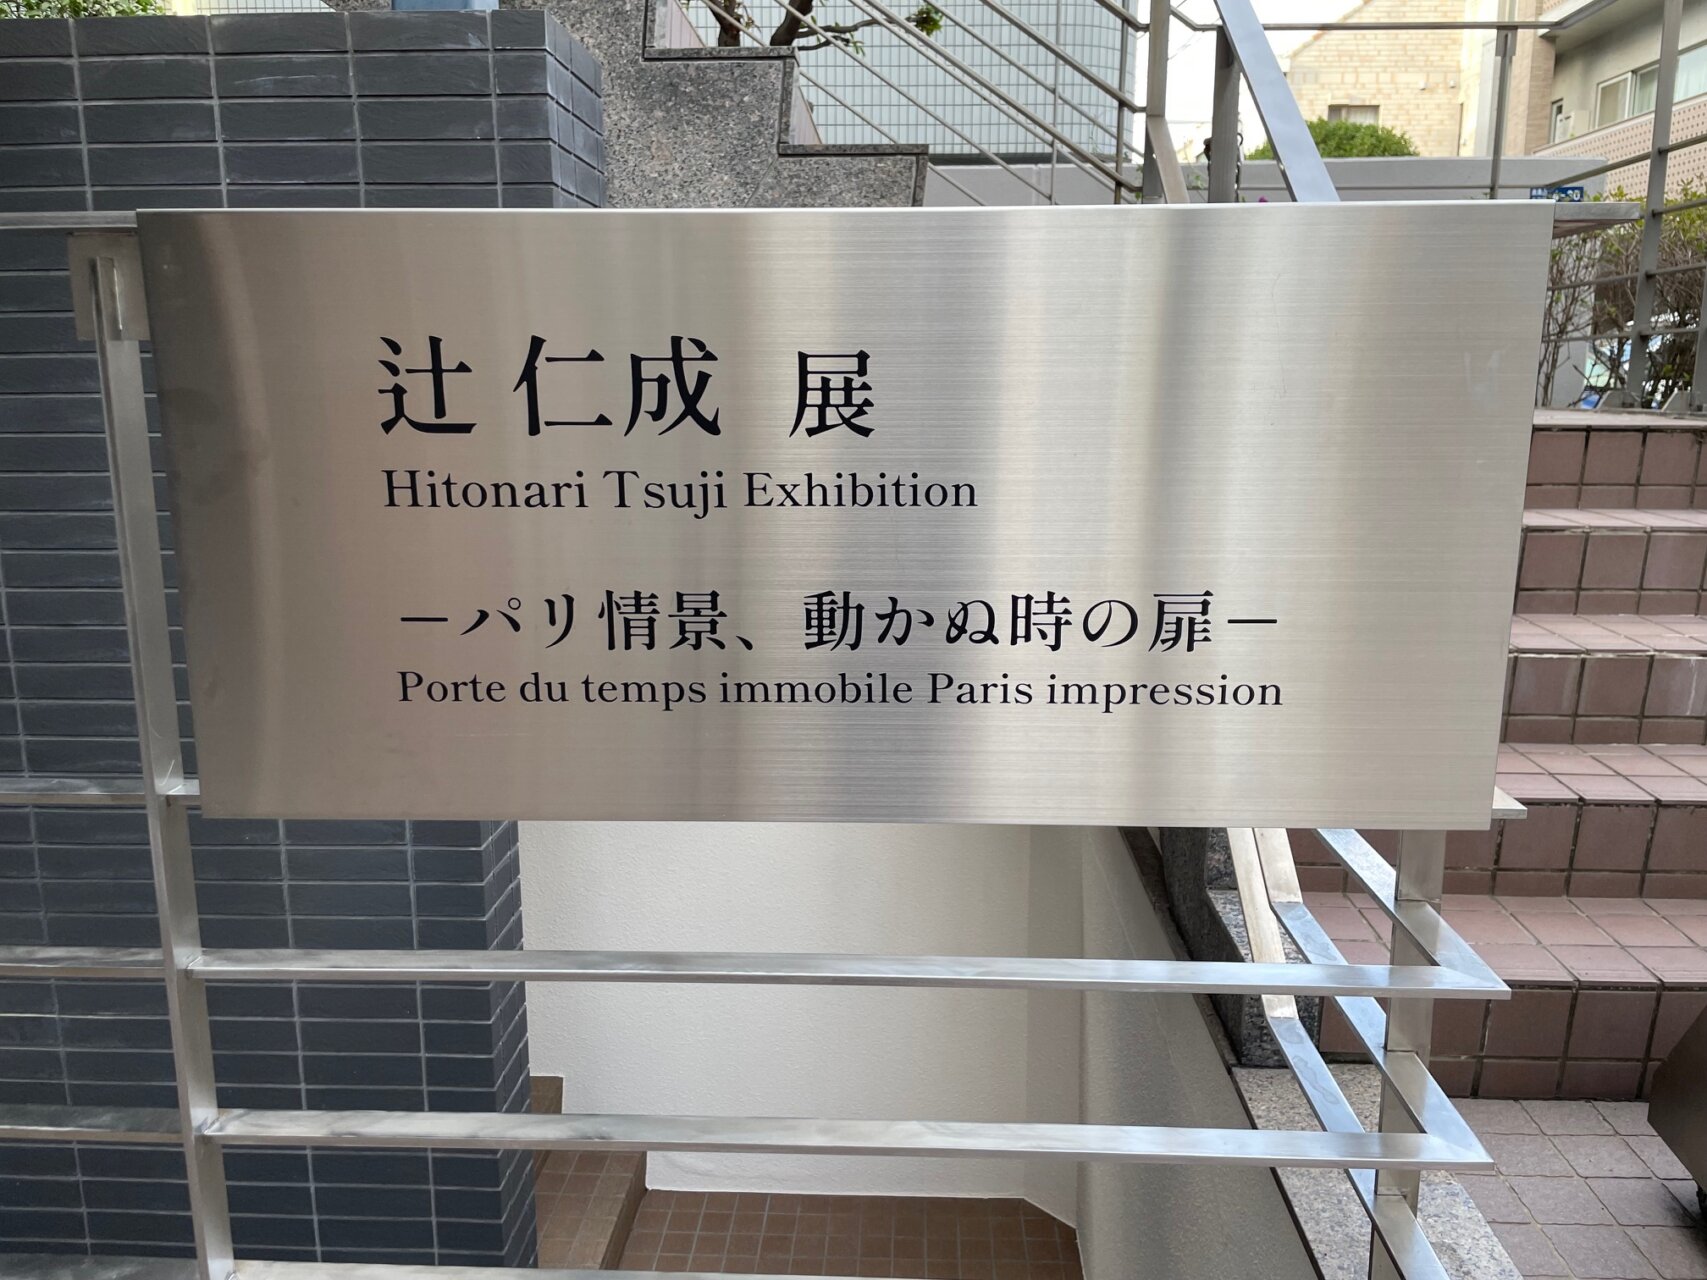 辻 仁成 展
Hitonari Tsuji Exhibition
－パリ情景、動かぬ時の扉－
Porte du temps immobile Paris impression